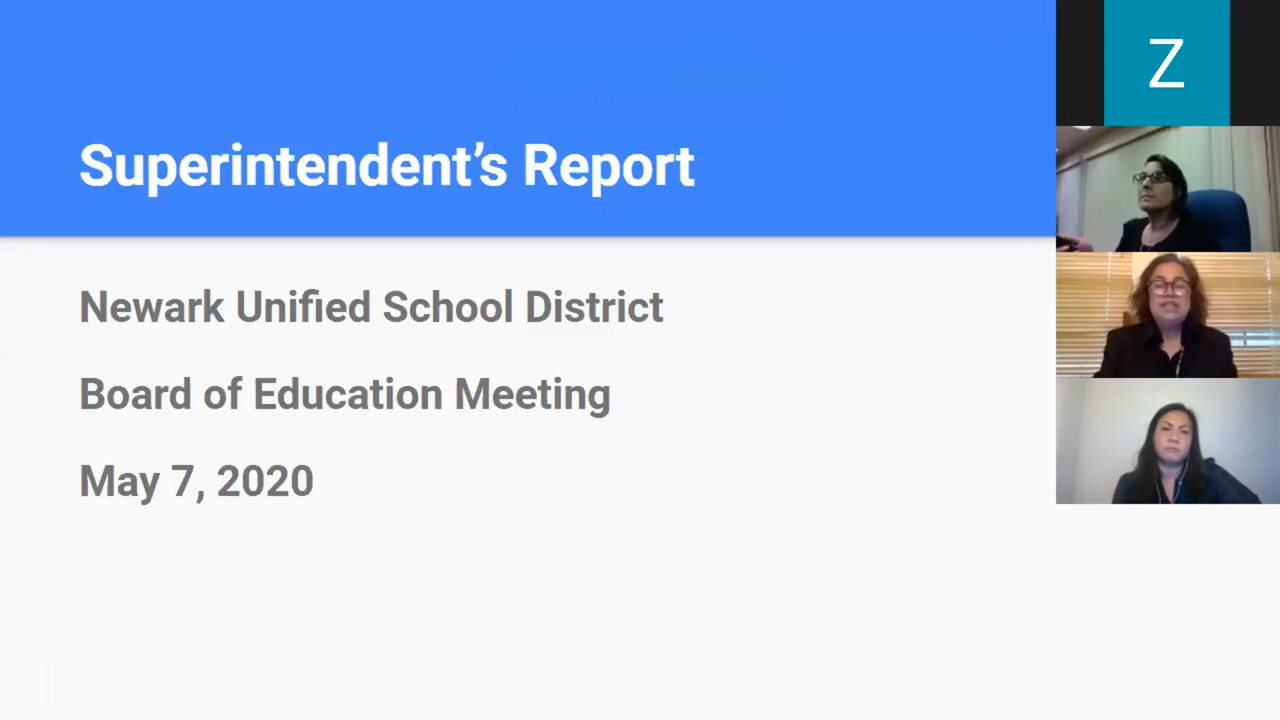 Superintendent’s Report
Newark Unified School District
Board of Education Meeting
May 7, 2020
Z